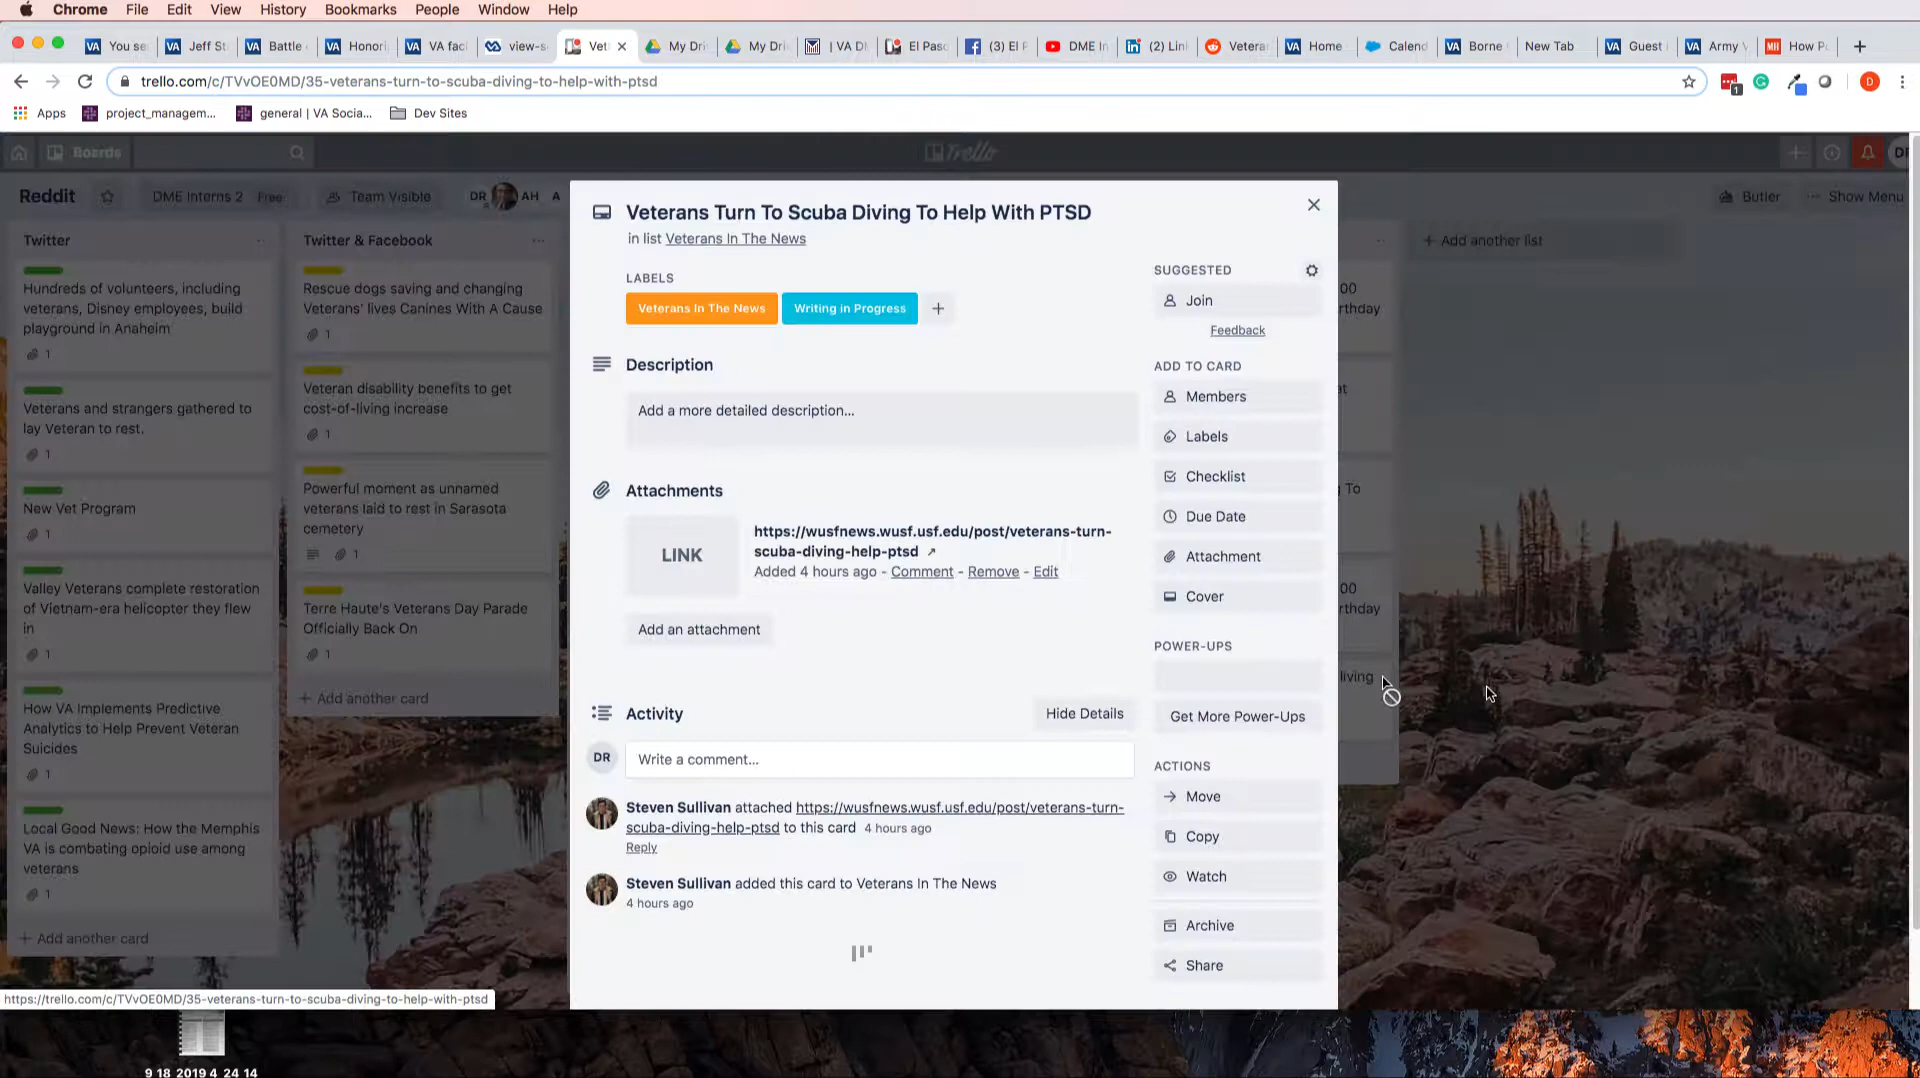 Chrome File Edit View History Bookmarks People Window Help
You se Jeff St Battle Honori VA fac view-s Vet My Dri My Dri | VA D El Paso (3) El F DME In (2) Lin Vetera Home Calend Borne New Tab Guest Army V How P
trello.com/c/TVvOE0MD/35-veterans-turn-to-scuba-diving-to-help-with-ptsd
Apps project_managem... general | VA Socia... Dev Sites
Boards Trello
Reddit DME Interns 2 Free Team Visible DR AH A Butler Show Menu
Twitter
Hundreds of volunteers, including
veterans, Disney employees, build
playground in Anaheim
1
Veterans and strangers gathered to
lay Veteran to rest.
1
New Vet Program
1
Valley Veterans complete restoration
of Vietnam-era helicopter they flew
in
1
How VA Implements Predictive
Analytics to Help Prevent Veteran
Suicides
1
Local Good News: How the Memphis
VA is combating opioid use among
veterans
1
+ Add another card
Twitter & Facebook
Rescue dogs saving and changing
Veterans' lives Canines With A Cause
1
Veteran disability benefits to get
cost-of-living increase
1
Powerful moment as unnamed
veterans laid to rest in Sarasota
cemetery
1
Terre Haute's Veterans Day Parade
Officially Back On
1
+ Add another card
Veterans Turn To Scuba Diving To Help With PTSD
in list Veterans In The News
LABELS
Veterans In The News Writing in Progress +
Description
Add a more detailed description...
Attachments
LINK
https://wusfnews.wusf.usf.edu/post/veterans-turn-
scuba-diving-help-ptsd
Added 4 hours ago - Comment - Remove - Edit
Add an attachment
Activity Hide Details
DR Write a comment...
Steven Sullivan attached https://wusfnews.wusf.usf.edu/post/veterans-turn-
scuba-diving-help-ptsd to this card 4 hours ago
Reply
Steven Sullivan added this card to Veterans In The News
4 hours ago
SUGGESTED
Join
Feedback
ADD TO CARD
Members
Labels
Checklist
Due Date
Attachment
Cover
POWER-UPS
Get More Power-Ups
ACTIONS
Move
Copy
Watch
Archive
Share
00
rthday
at
g To
00
rthday
living
+ Add another list
https://trello.com/c/TVvOE0MD/35-veterans-turn-to-scuba-diving-to-help-with-ptsd
9 18 2019 4 24 14